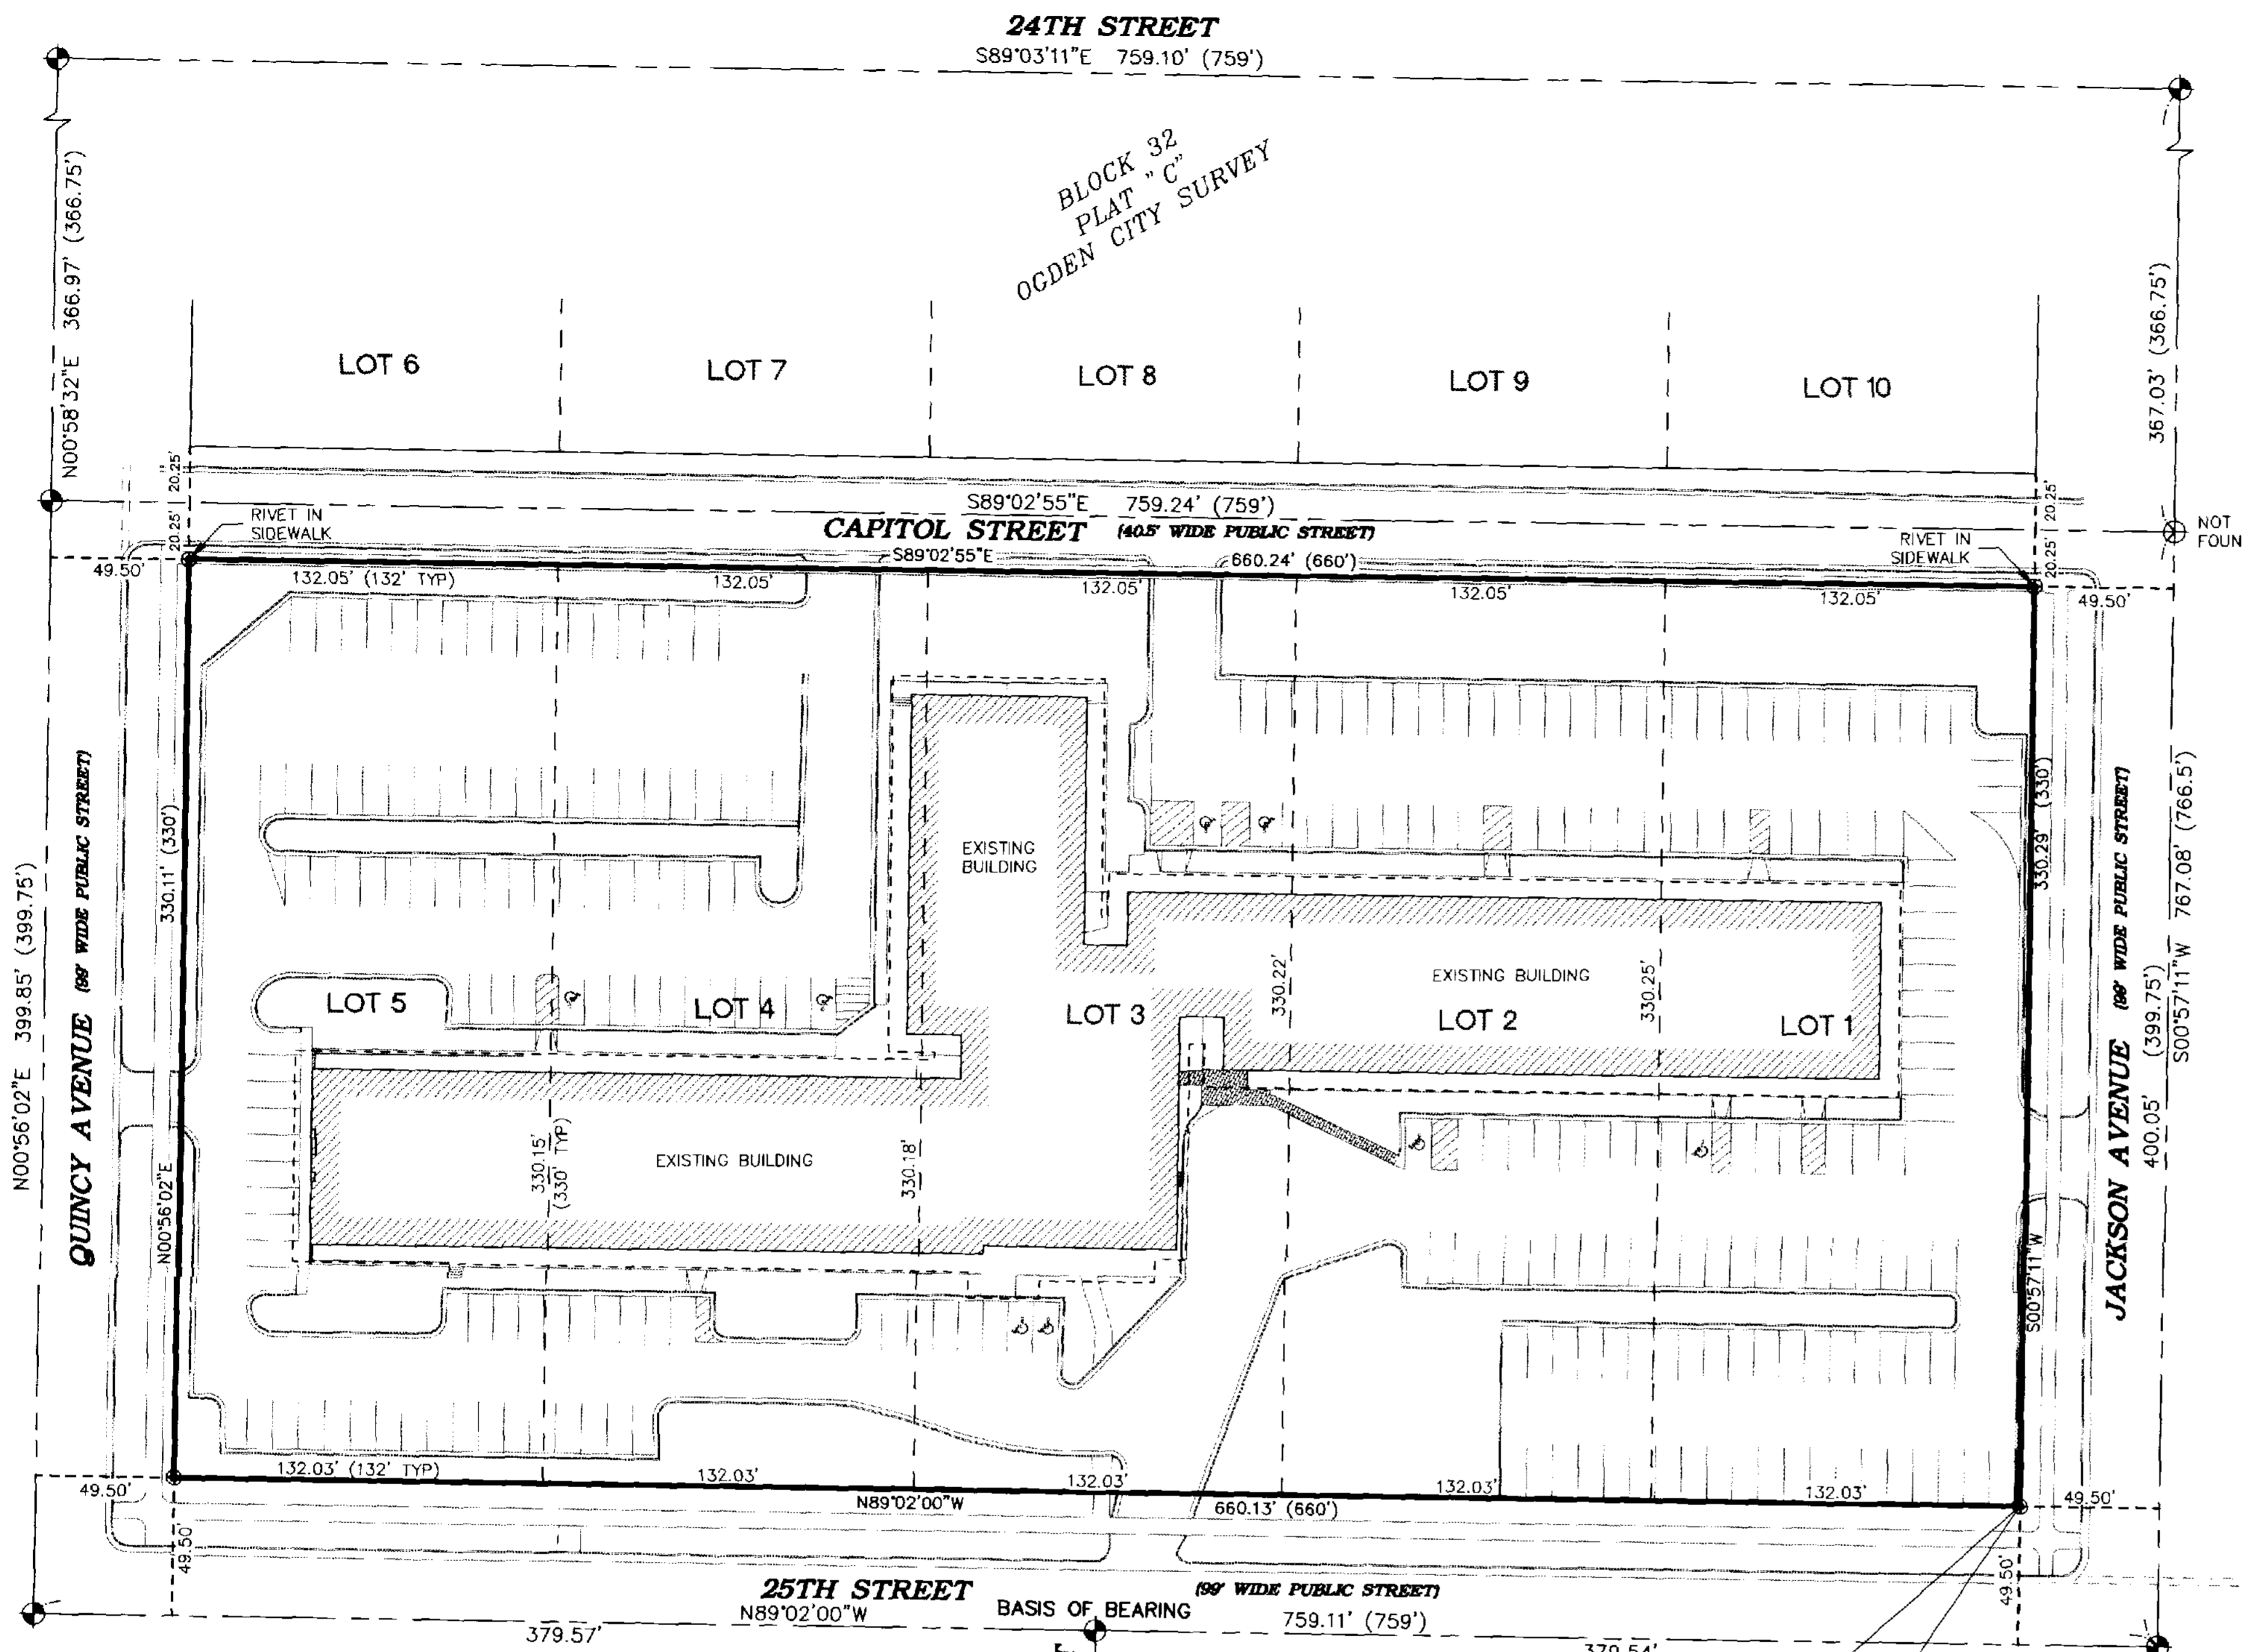 24TH STREET
S89°03'11"E 759.10' (759')
BLOCK 32
PLAT "C"
OGDEN CITY SURVEY
N00°58'32"E 366.97' (366.75')
367.03' (366.75')
LOT 6
LOT 7
LOT 8
LOT 9
LOT 10
20.25'
20.25'
20.25'
20.25'
S89°02'55"E 759.24' (759')
CAPITOL STREET (40.5' WIDE PUBLIC STREET)
RIVET IN
SIDEWALK
RIVET IN
SIDEWALK
NOT
FOUN
S89°02'55"E 660.24' (660')
49.50'
132.05' (132' TYP)
132.05'
132.05'
132.05'
132.05'
49.50'
QUINCY AVENUE (99' WIDE PUBLIC STREET)
N00°56'02"E 399.85' (399.75')
330.11' (330')
N00°56'02"E
EXISTING
BUILDING
EXISTING BUILDING
LOT 5
LOT 4
LOT 3
LOT 2
LOT 1
330.22'
330.25'
330.15'
(330' TYP)
330.18'
EXISTING BUILDING
330.29' (330')
S00°57'11"W
JACKSON AVENUE (99' WIDE PUBLIC STREET)
400.05' (399.75')
S00°57'11"W 767.08' (766.5')
49.50'
132.03' (132' TYP)
132.03'
132.03'
132.03'
132.03'
49.50'
N89°02'00"W 660.13' (660')
49.50'
49.50'
25TH STREET (99' WIDE PUBLIC STREET)
N89°02'00"W BASIS OF BEARING 759.11' (759')
379.57'
379.54'